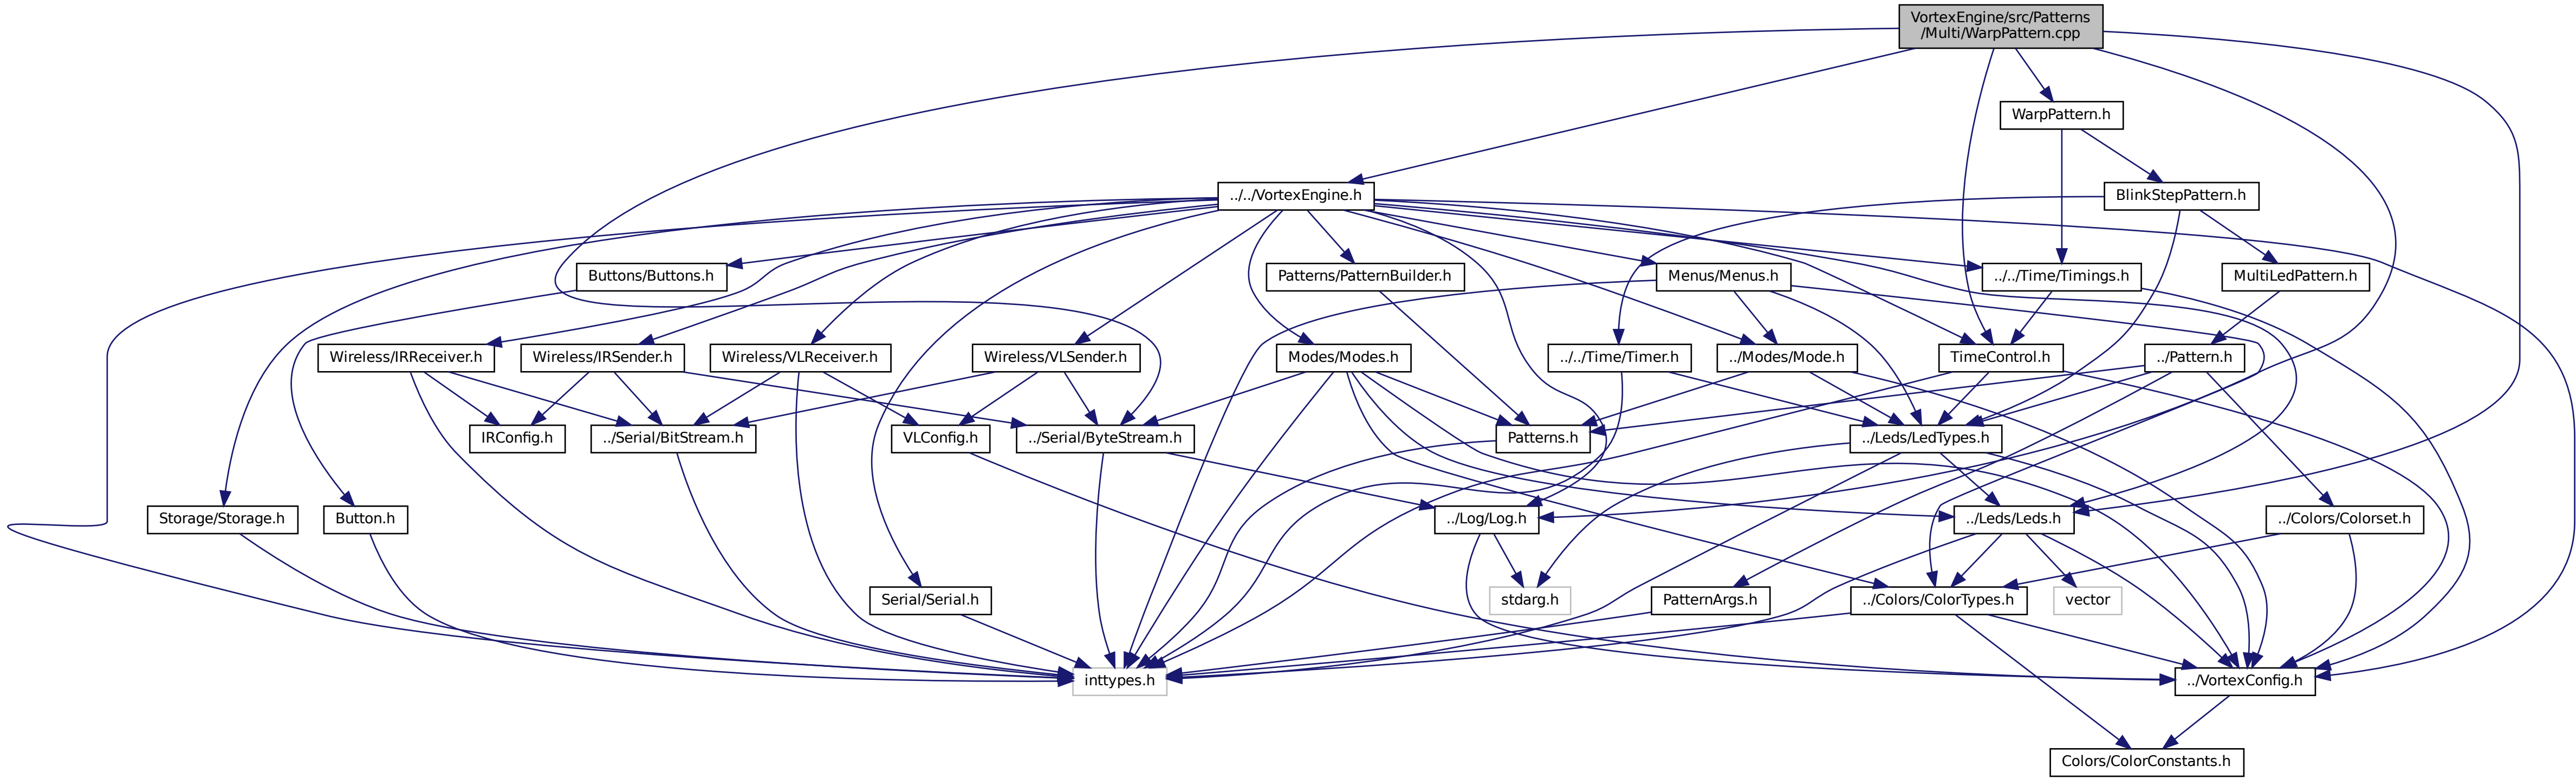 VortexEngine/src/Patterns
/Multi/WarpPattern.cpp
WarpPattern.h
../../VortexEngine.h
BlinkStepPattern.h
Buttons/Buttons.h
Patterns/PatternBuilder.h
Menus/Menus.h
../../Time/Timings.h
MultiLedPattern.h
Wireless/IRReceiver.h
Wireless/IRSender.h
Wireless/VLReceiver.h
Wireless/VLSender.h
Modes/Modes.h
../../Time/Timer.h
../Modes/Mode.h
TimeControl.h
../Pattern.h
IRConfig.h
../Serial/BitStream.h
VLConfig.h
../Serial/ByteStream.h
Patterns.h
../Leds/LedTypes.h
Storage/Storage.h
Button.h
../Log/Log.h
../Leds/Leds.h
../Colors/Colorset.h
Serial/Serial.h
stdarg.h
PatternArgs.h
../Colors/ColorTypes.h
vector
inttypes.h
../VortexConfig.h
Colors/ColorConstants.h